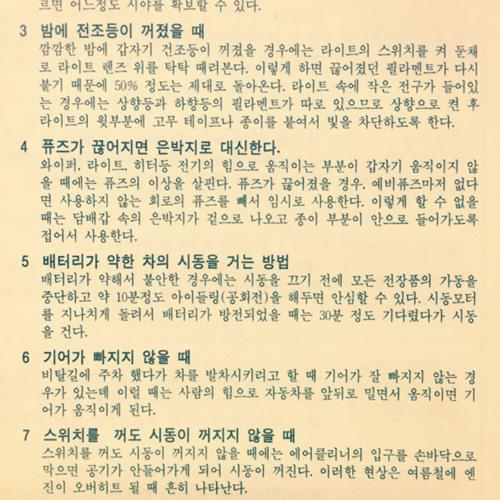 르면 어느정도 시야를 확보할 수 있다.
3 밤에 전조등이 꺼졌을 때
깜깜한 밤에 갑자기 건조등이 꺼졌을 경우에는 라이트의 스위치를 켜 둔채
로 라이트 렌즈 위를 탁탁 때려본다. 이렇게 하면 끊어졌던 필라멘트가 다시
붙기 때문에 50% 정도는 제대로 돌아온다. 라이트 속에 작은 전구가 들어있
는 경우에는 상향등과 하향등의 필라멘트가 따로 있으므로 상향으로 켠 후
라이트의 윗부분에 고무 테이프나 종이를 붙여서 빛을 차단하도록 한다.
4 퓨즈가 끊어지면 은박지로 대신한다.
와이퍼, 라이트, 히터등 전기의 힘으로 움직이는 부분이 갑자기 움직이지 않
을 때에는 퓨즈의 이상을 살핀다. 퓨즈가 끊어졌을 경우, 예비퓨즈마저 없다
면 사용하지 않는 회로의 퓨즈를 빼서 임시로 사용한다. 이렇게 할 수 없을
때는 담배갑 속의 은박지가 겉으로 나오고 종이 부분이 안으로 들어가도록
접어서 사용한다.
5 배터리가 약한 차의 시동을 거는 방법
배터리가 약해서 불안한 경우에는 시동을 끄기 전에 모든 전장품의 가동을
중단하고 약 10분정도 아이들링(공회전)을 해두면 안심할 수 있다. 시동모터
를 지나치게 돌려서 배터리가 방전되었을 때는 30분 정도 기다렸다가 시동
을 건다.
6 기어가 빠지지 않을 때
비탈길에 주차 했다가 차를 발차시키려고 할 때 기어가 잘 빠지지 않는 경
우가 있는데 이럴 때는 사람의 힘으로 자동차를 앞뒤로 밀면서 움직이면 기
어가 움직이게 된다.
7 스위치를 꺼도 시동이 꺼지지 않을 때
스위치를 꺼도 시동이 꺼지지 않을 때에는 에어클리너의 입구를 손바닥으로
막으면 공기가 안들어가게 되어 시동이 꺼진다. 이러한 현상은 여름철에 엔
진이 오버히트 될 때 흔히 나타난다.